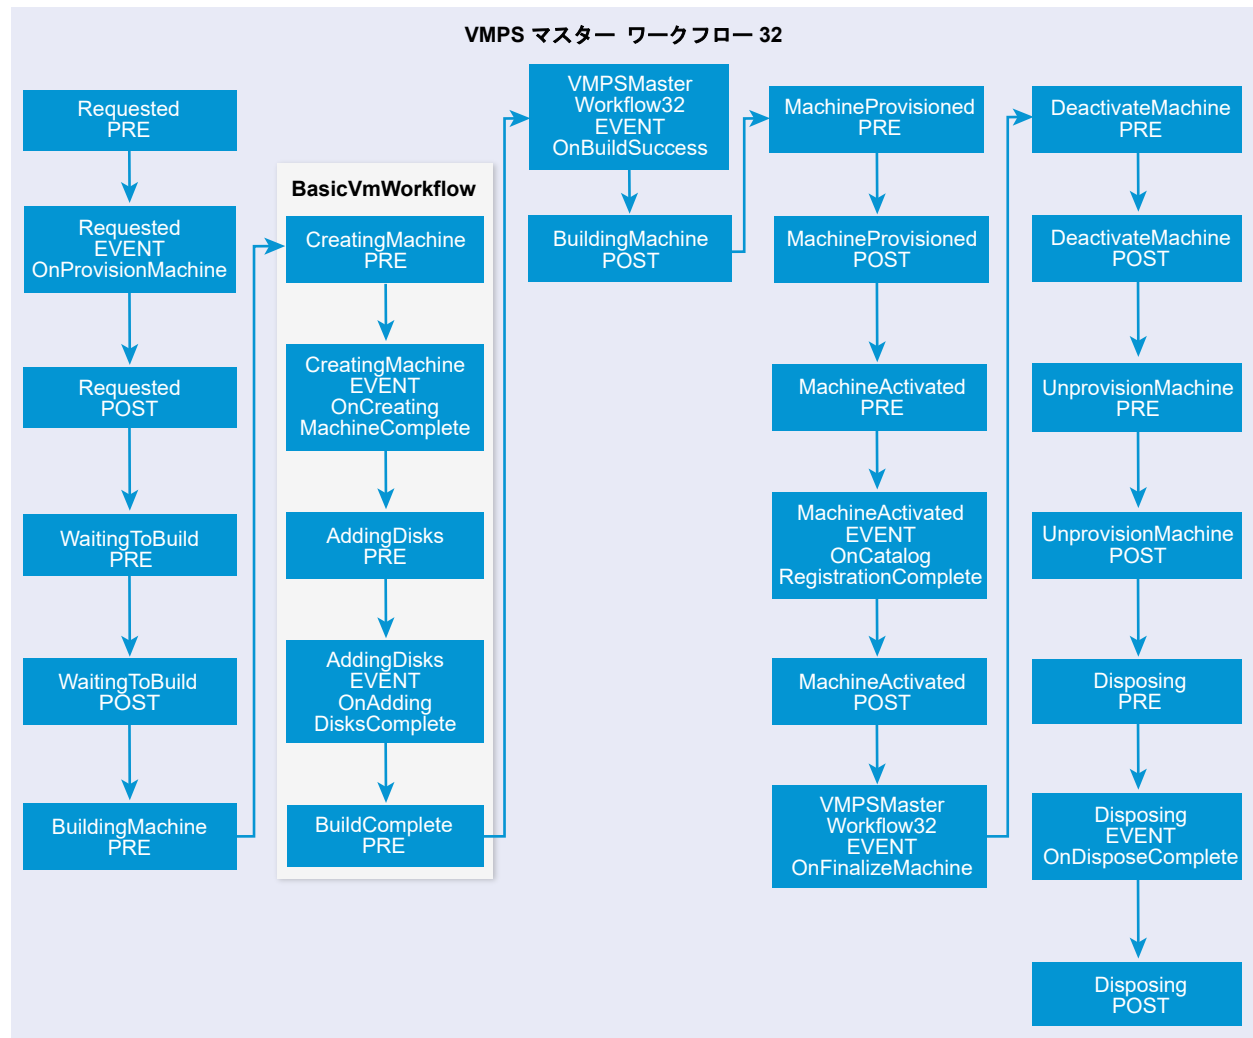 VMPS マスター ワークフロー 32
Requested
PRE
Requested
EVENT
OnProvisionMachine
Requested
POST
WaitingToBuild
PRE
WaitingToBuild
POST
BuildingMachine
PRE
BasicVmWorkflow
CreatingMachine
PRE
CreatingMachine
EVENT
OnCreating
MachineComplete
AddingDisks
PRE
AddingDisks
EVENT
OnAdding
DisksComplete
BuildComplete
PRE
VMPSMaster
Workflow32
EVENT
OnBuildSuccess
BuildingMachine
POST
MachineProvisioned
PRE
MachineProvisioned
POST
MachineActivated
PRE
MachineActivated
EVENT
OnCatalog
RegistrationComplete
MachineActivated
POST
VMPSMaster
Workflow32
EVENT
OnFinalizeMachine
DeactivateMachine
PRE
DeactivateMachine
POST
UnprovisionMachine
PRE
UnprovisionMachine
POST
Disposing
PRE
Disposing
EVENT
OnDisposeComplete
Disposing
POST